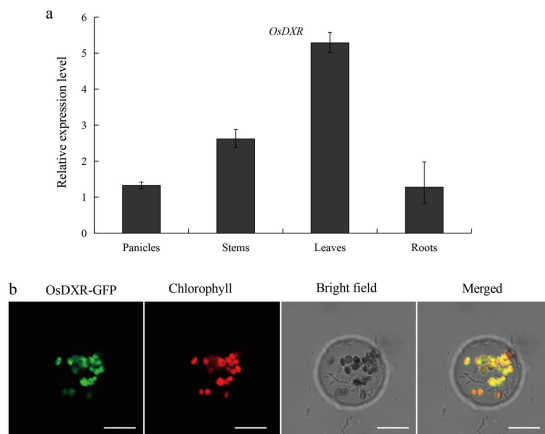 a
6
OsDXR
5
4
3
2
1
0
Relative expression level
Panicles Stems Leaves Roots
b
OsDXR-GFP Chlorophyll Bright field Merged